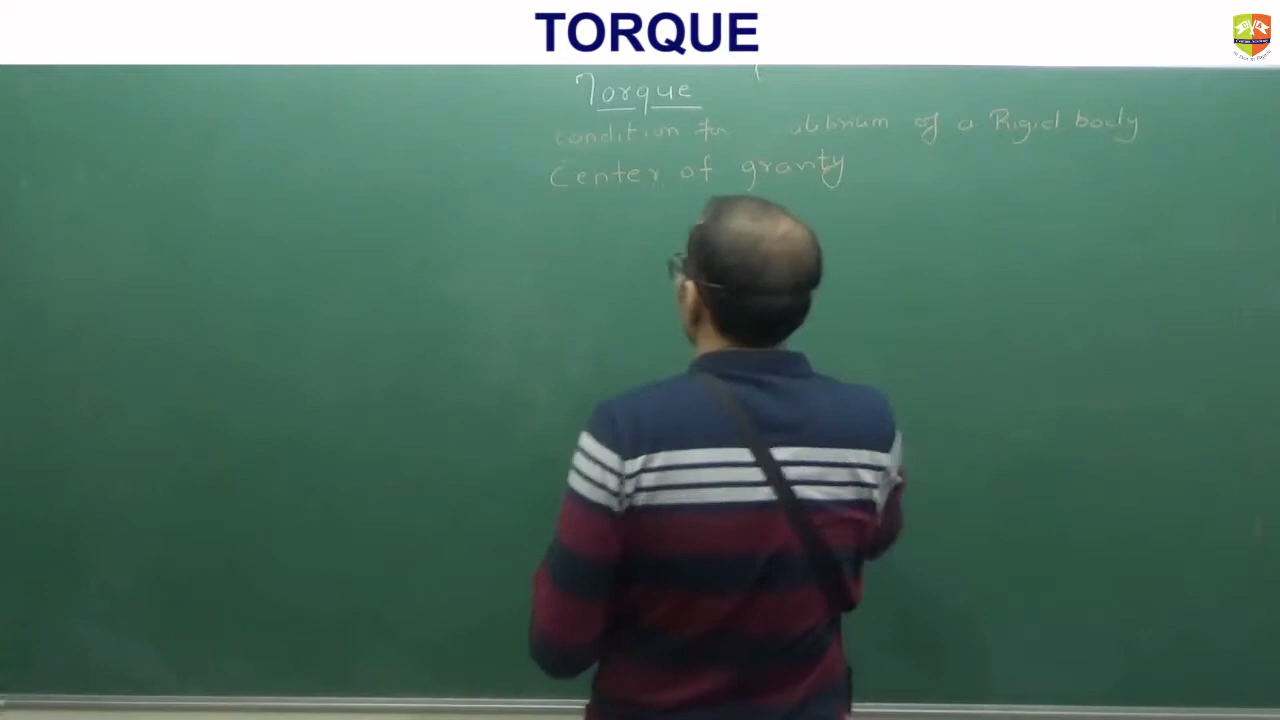 TORQUE
Torque
condition for of a Rigid body
Center of gravity